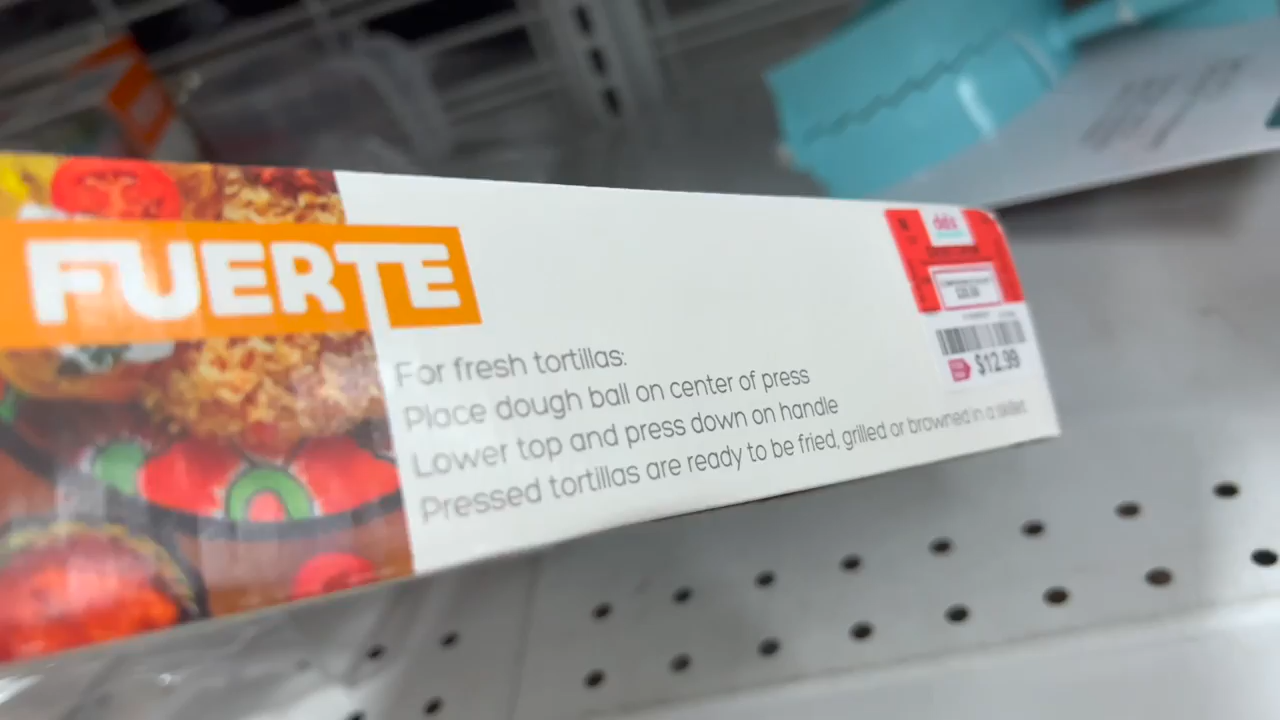 FUERTE
For fresh tortillas:
Place dough ball on center of press
Lower top and press down on handle
Pressed tortillas are ready to be fried, grilled or browned in a skillet
dd's
$12.99